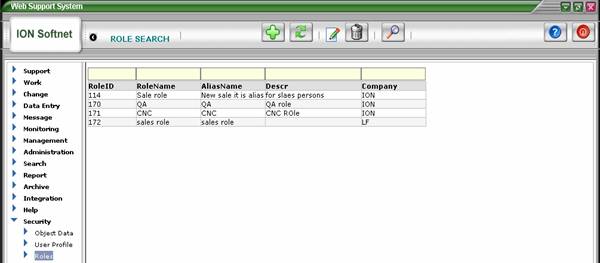 Web Support System
ION Softnet
ROLE SEARCH
RoleID RoleName AliasName Descr Company
114 Sale role New sale it is alias for slaes persons ION
170 QA QA QA role ION
171 CNC CNC CNC ROle ION
172 sales role sales role LF
Support
Work
Change
Data Entry
Message
Monitoring
Management
Administration
Search
Report
Archive
Integration
Help
Security
Object Data
User Profile
Roles